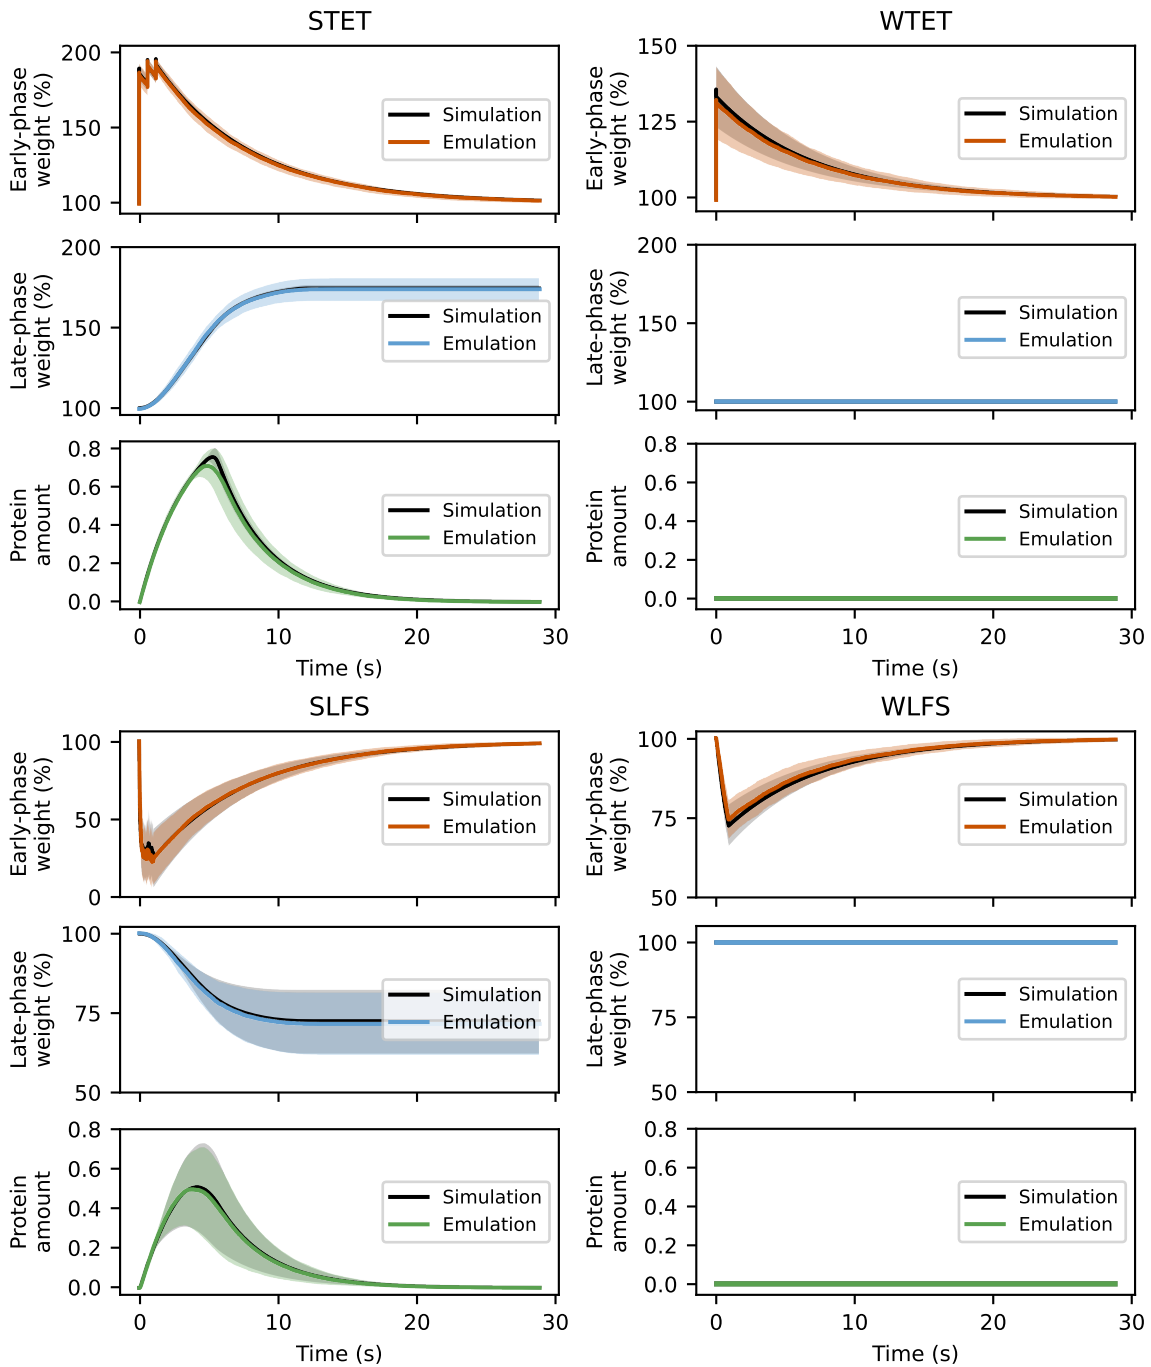 STET
Early-phase
weight (%)
200
150
100
Simulation
Emulation
Late-phase
weight (%)
200
150
100
Simulation
Emulation
Protein
amount
0.8
0.6
0.4
0.2
0.0
Simulation
Emulation
0 10 20 30
Time (s)
WTET
Early-phase
weight (%)
150
125
100
Simulation
Emulation
Late-phase
weight (%)
200
150
100
Simulation
Emulation
Protein
amount
0.8
0.6
0.4
0.2
0.0
Simulation
Emulation
0 10 20 30
Time (s)
SLFS
Early-phase
weight (%)
100
50
0
Simulation
Emulation
Late-phase
weight (%)
100
75
50
Simulation
Emulation
Protein
amount
0.8
0.6
0.4
0.2
0.0
Simulation
Emulation
0 10 20 30
Time (s)
WLFS
Early-phase
weight (%)
100
75
50
Simulation
Emulation
Late-phase
weight (%)
100
75
50
Simulation
Emulation
Protein
amount
0.8
0.6
0.4
0.2
0.0
Simulation
Emulation
0 10 20 30
Time (s)